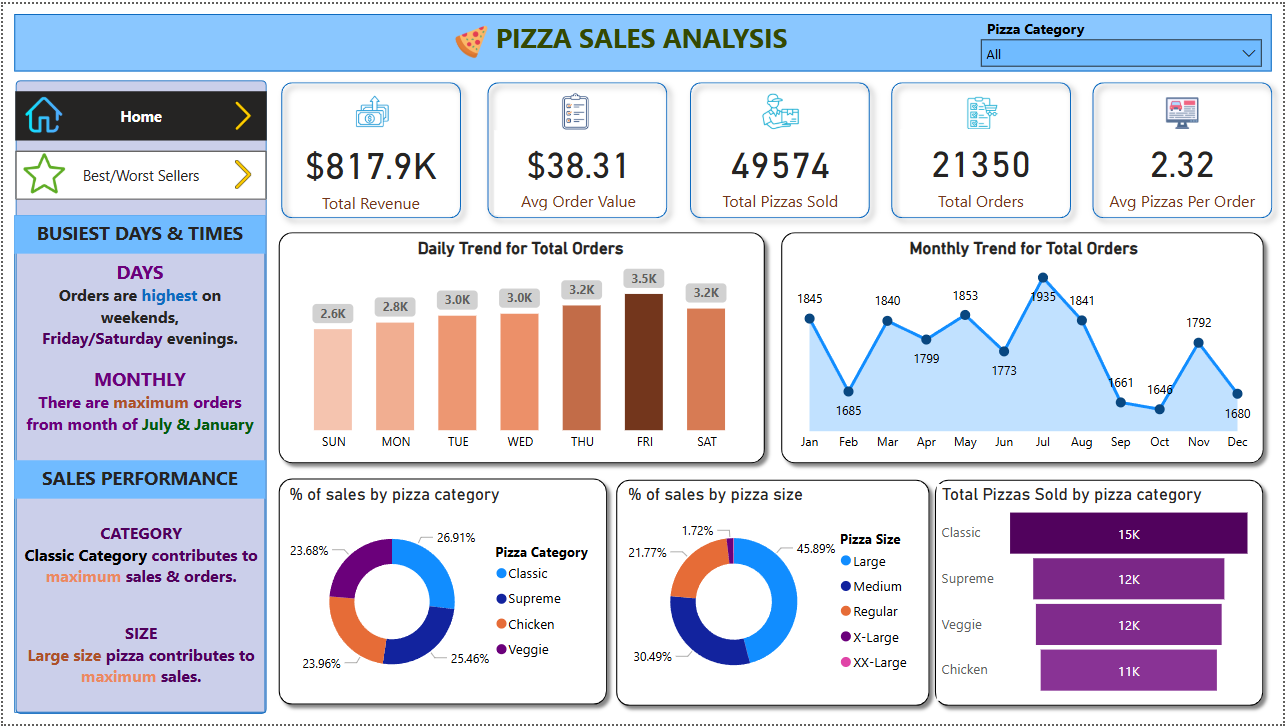 PIZZA SALES ANALYSIS
Pizza Category
All
Home
Best/Worst Sellers
BUSIEST DAYS & TIMES
DAYS
Orders are highest on
weekends,
Friday/Saturday evenings.
MONTHLY
There are maximum orders
from month of July & January
SALES PERFORMANCE
CATEGORY
Classic Category contributes to
maximum sales & orders.
SIZE
Large size pizza contributes to
maximum sales.
$817.9K
Total Revenue
$38.31
Avg Order Value
49574
Total Pizzas Sold
21350
Total Orders
2.32
Avg Pizzas Per Order
Daily Trend for Total Orders
2.6K
2.8K
3.0K
3.0K
3.2K
3.5K
3.2K
SUN MON TUE WED THU FRI SAT
Monthly Trend for Total Orders
1845
1685
1840
1799
1853
1773
1935
1841
1661
1646
1792
1680
Jan Feb Mar Apr May Jun Jul Aug Sep Oct Nov Dec
% of sales by pizza category
26.91%
25.46%
23.96%
23.68%
Pizza Category
Classic
Supreme
Chicken
Veggie
% of sales by pizza size
1.72%
45.89%
21.77%
30.49%
Pizza Size
Large
Medium
Regular
X-Large
XX-Large
Total Pizzas Sold by pizza category
Classic 15K
Supreme 12K
Veggie 12K
Chicken 11K